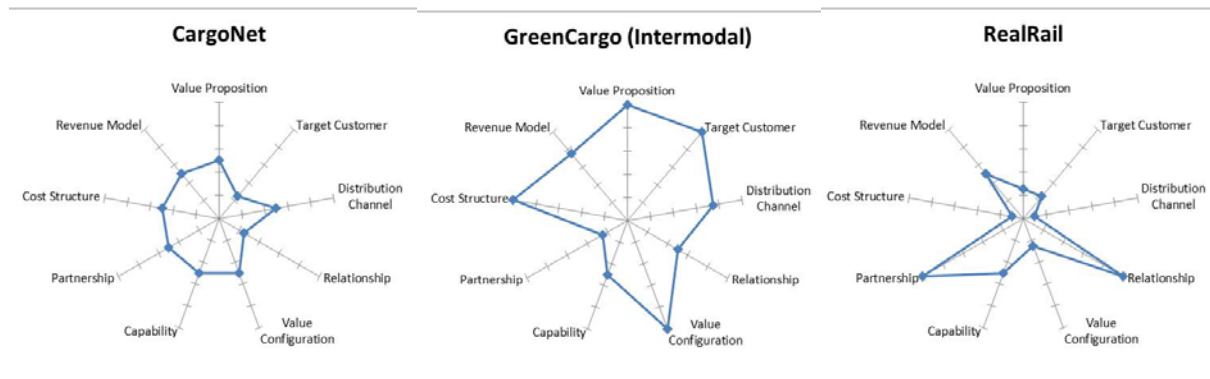 CargoNet
Value Proposition
Revenue Model
Target Customer
Cost Structure
Distribution
Channel
Partnership
Relationship
Capability
Value
Configuration
GreenCargo (Intermodal)
Value Proposition
Revenue Model
Target Customer
Cost Structure
Distribution
Channel
Partnership
Relationship
Capability
Value
Configuration
RealRail
Value Proposition
Revenue Model
Target Customer
Cost Structure
Distribution
Channel
Partnership
Relationship
Capability
Value
Configuration